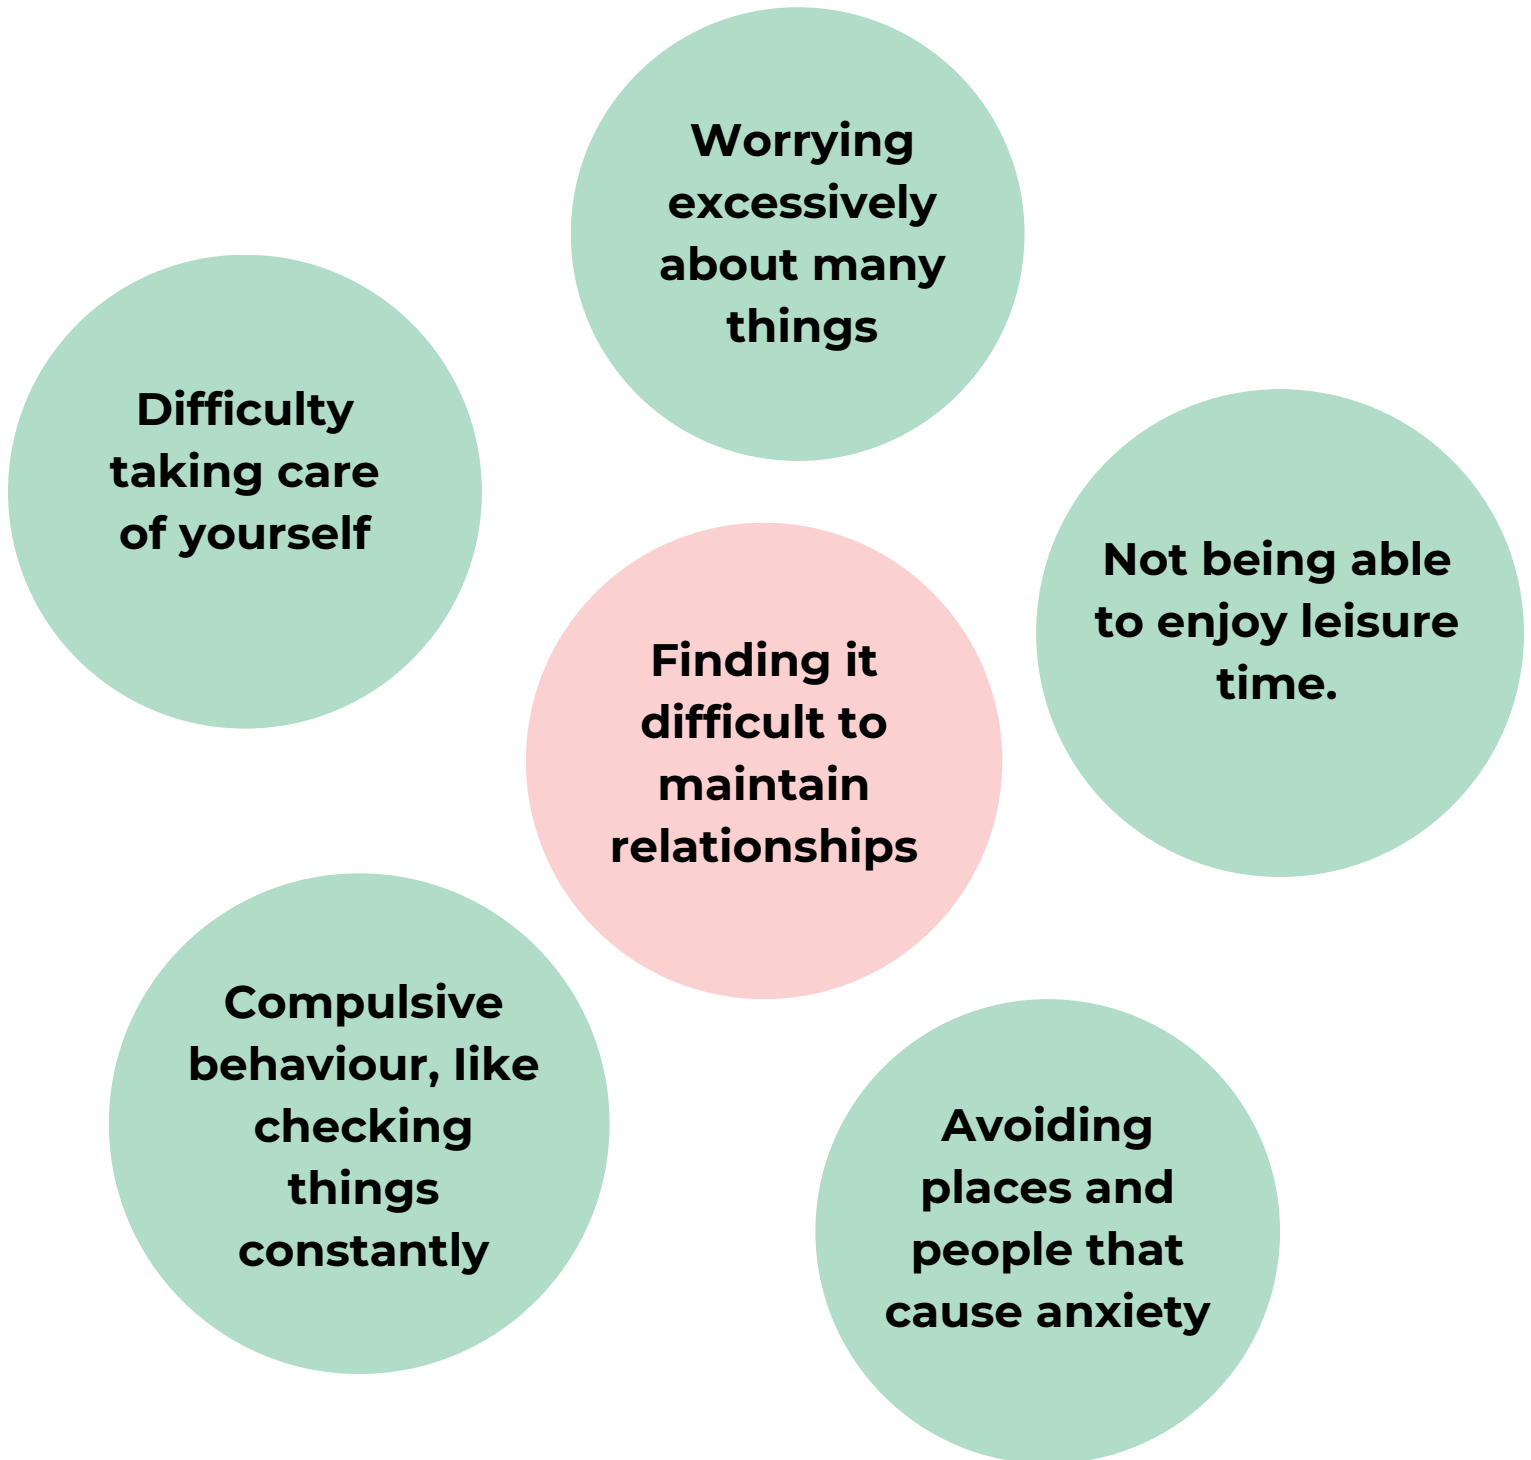 Worrying
excessively
about many
things
Difficulty
taking care
of yourself
Not being able
to enjoy leisure
time.
Finding it
difficult to
maintain
relationships
Compulsive
behaviour, like
checking
things
constantly
Avoiding
places and
people that
cause anxiety